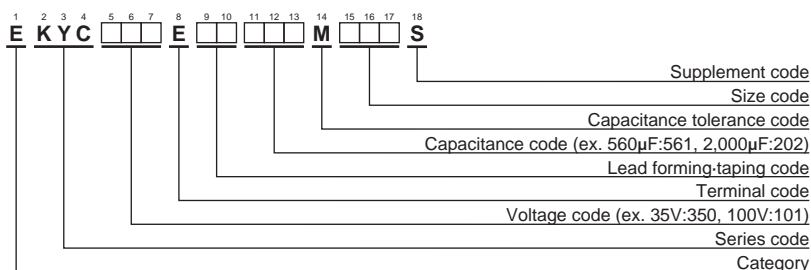 1 2 3 4 5 6 7 8 9 10 11 12 13 14 15 16 17 18
E K Y C □□□ E □□ □□□ M □□□ S
Supplement code
Size code
Capacitance tolerance code
Capacitance code (ex. 560μF:561, 2,000μF:202)
Lead forming·taping code
Terminal code
Voltage code (ex. 35V:350, 100V:101)
Series code
Category